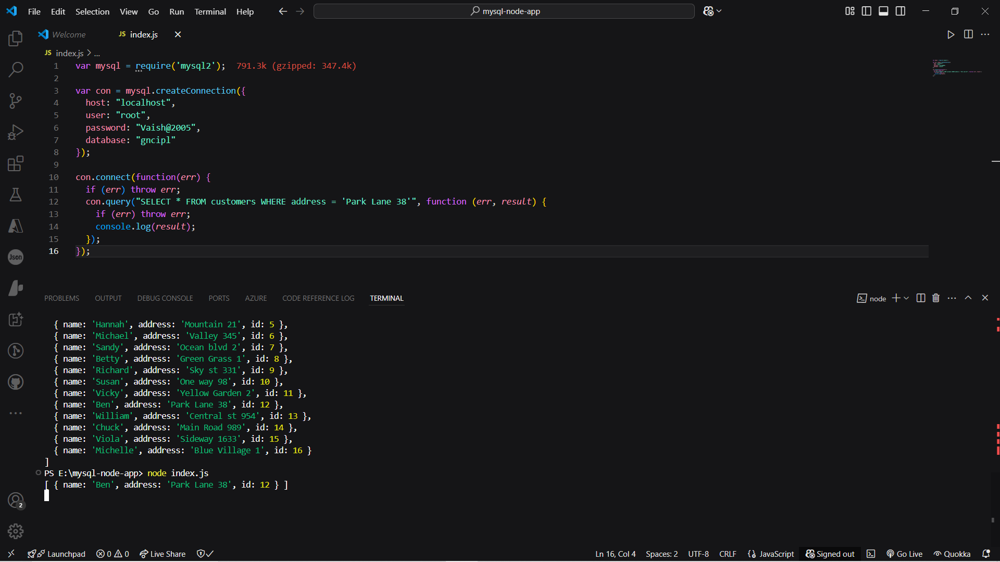 File Edit Selection View Go Run Terminal Help mysql-node-app
Welcome JS index.js
JS index.js > ...
1 var mysql = require('mysql2'); 791.3k (gzipped: 347.4k)
2
3 var con = mysql.createConnection({
4 host: "localhost",
5 user: "root",
6 password: "Vaish@2005",
7 database: "gncipl"
8 });
9
10 con.connect(function(err) {
11 if (err) throw err;
12 con.query("SELECT * FROM customers WHERE address = 'Park Lane 38'", function (err, result) {
13 if (err) throw err;
14 console.log(result);
15 });
16 });
Json
PROBLEMS OUTPUT DEBUG CONSOLE PORTS AZURE CODE REFERENCE LOG TERMINAL node
{ name: 'Hannah', address: 'Mountain 21', id: 5 },
{ name: 'Michael', address: 'Valley 345', id: 6 },
{ name: 'Sandy', address: 'Ocean blvd 2', id: 7 },
{ name: 'Betty', address: 'Green Grass 1', id: 8 },
{ name: 'Richard', address: 'Sky st 331', id: 9 },
{ name: 'Susan', address: 'One way 98', id: 10 },
{ name: 'Vicky', address: 'Yellow Garden 2', id: 11 },
{ name: 'Ben', address: 'Park Lane 38', id: 12 },
{ name: 'William', address: 'Central st 954', id: 13 },
{ name: 'Chuck', address: 'Main Road 989', id: 14 },
{ name: 'Viola', address: 'Sideway 1633', id: 15 },
{ name: 'Michelle', address: 'Blue Village 1', id: 16 }
]
PS E:\mysql-node-app> node index.js
[ { name: 'Ben', address: 'Park Lane 38', id: 12 } ]
2
Launchpad 0 0 Live Share Ln 16, Col 4 Spaces: 2 UTF-8 CRLF {} JavaScript Signed out Go Live Quokka